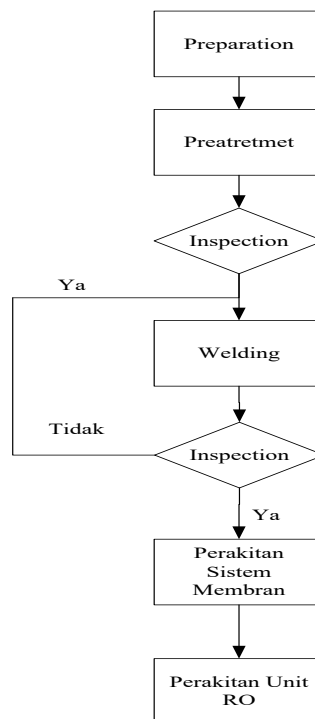 Preparation
Preatretmet
Inspection
Ya
Welding
Tidak
Inspection
Ya
Perakitan
Sistem
Membran
Perakitan Unit
RO